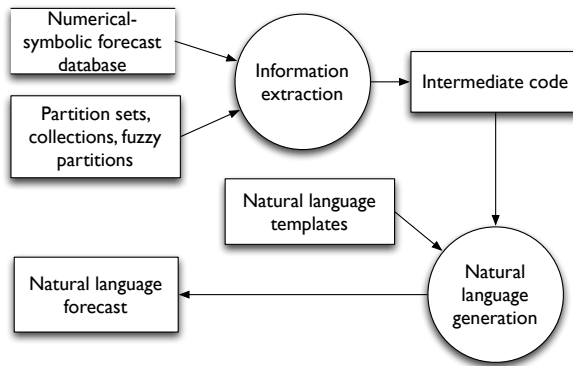 Numerical-
symbolic forecast
database
Information
extraction
Intermediate code
Partition sets,
collections, fuzzy
partitions
Natural language
templates
Natural language
forecast
Natural
language
generation